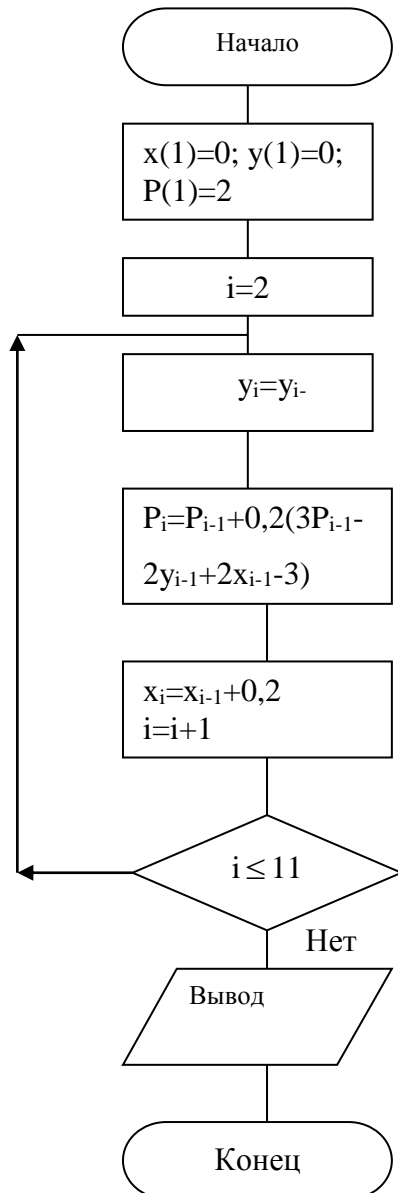 Начало
x(1)=0; y(1)=0;
P(1)=2
i=2
yᵢ=yᵢ₋
Pᵢ=Pᵢ₋₁+0,2(3Pᵢ₋₁-
2yᵢ₋₁+2xᵢ₋₁-3)
xᵢ=xᵢ₋₁+0,2
i=i+1
i ≤ 11
Нет
Вывод
Конец